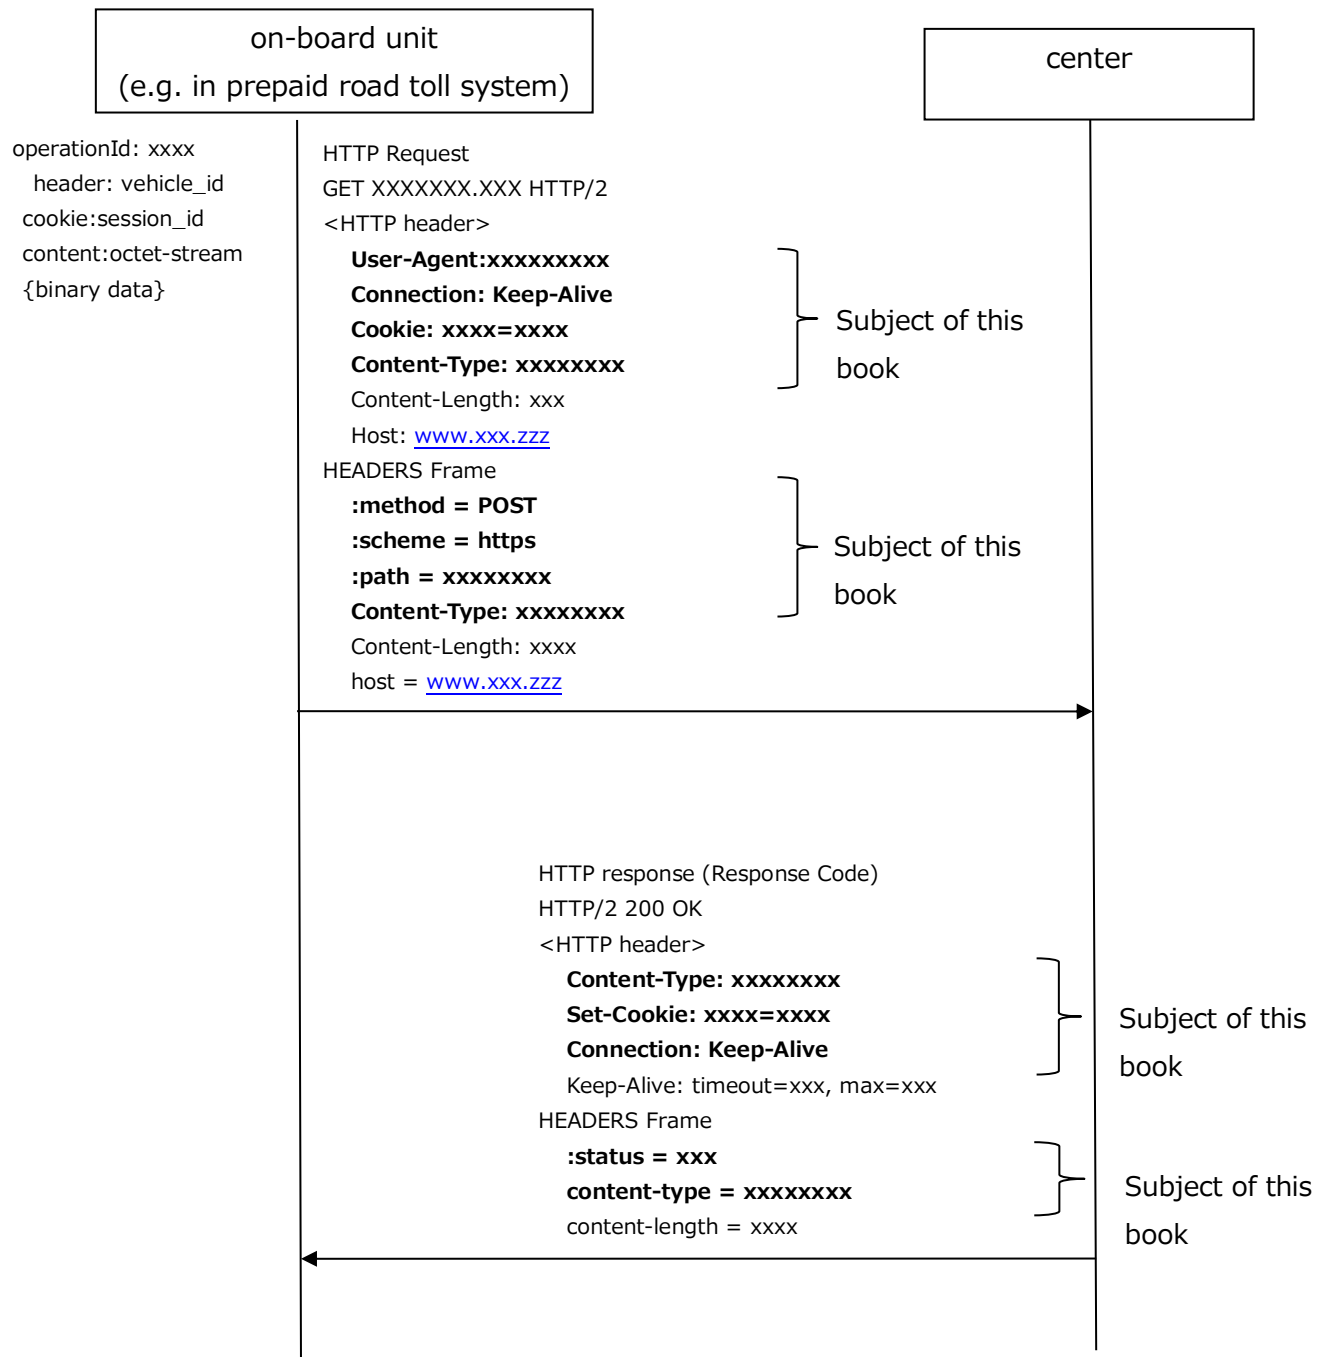 on-board unit
(e.g. in prepaid road toll system)
center
operationId: xxxx
header: vehicle_id
cookie:session_id
content:octet-stream
{binary data}
HTTP Request
GET XXXXXXX.XXX HTTP/2
<HTTP header>
User-Agent:xxxxxxxxx
Connection: Keep-Alive
Cookie: xxxx=xxxx
Content-Type: xxxxxxxx
Content-Length: xxx
Host: www.xxx.zzz
Subject of this
book
HEADERS Frame
:method = POST
:scheme = https
:path = xxxxxxxx
Content-Type: xxxxxxxx
Content-Length: xxxx
host = www.xxx.zzz
Subject of this
book
HTTP response (Response Code)
HTTP/2 200 OK
<HTTP header>
Content-Type: xxxxxxxx
Set-Cookie: xxxx=xxxx
Connection: Keep-Alive
Keep-Alive: timeout=xxx, max=xxx
Subject of this
book
HEADERS Frame
:status = xxx
content-type = xxxxxxxx
content-length = xxxx
Subject of this
book